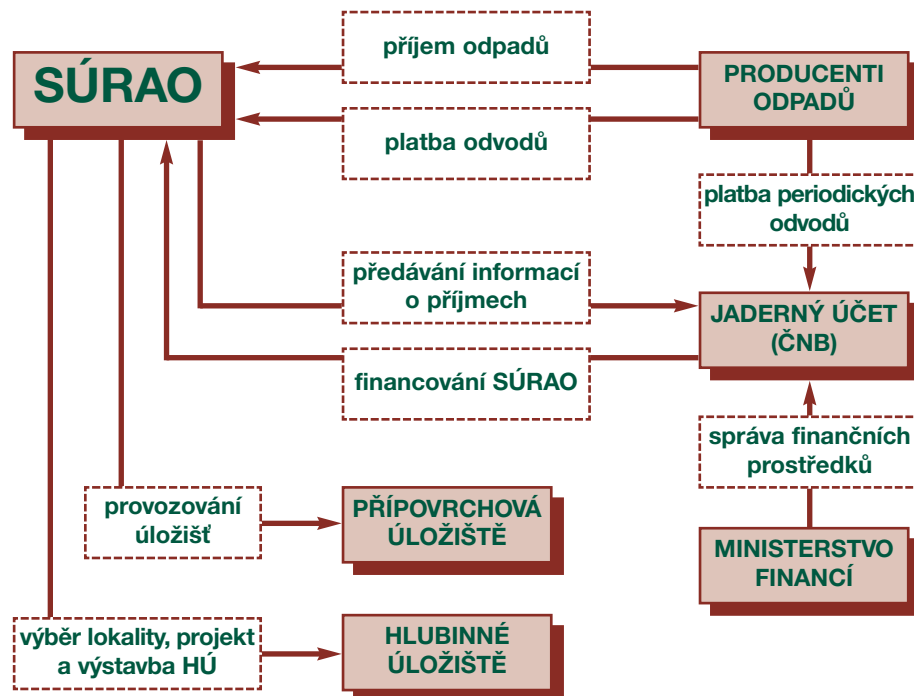 SÚRAO
příjem odpadů
PRODUCENTI
ODPADŮ
platba odvodů
platba periodických
odvodů
předávání informací
o příjmech
JADERNÝ ÚČET
(ČNB)
financování SÚRAO
správa finančních
prostředků
provozování
úložišť
PŘÍPOVRCHOVÁ
ÚLOŽIŠTĚ
MINISTERSTVO
FINANCÍ
výběr lokality, projekt
a výstavba HÚ
HLUBINNÉ
ÚLOŽIŠTĚ